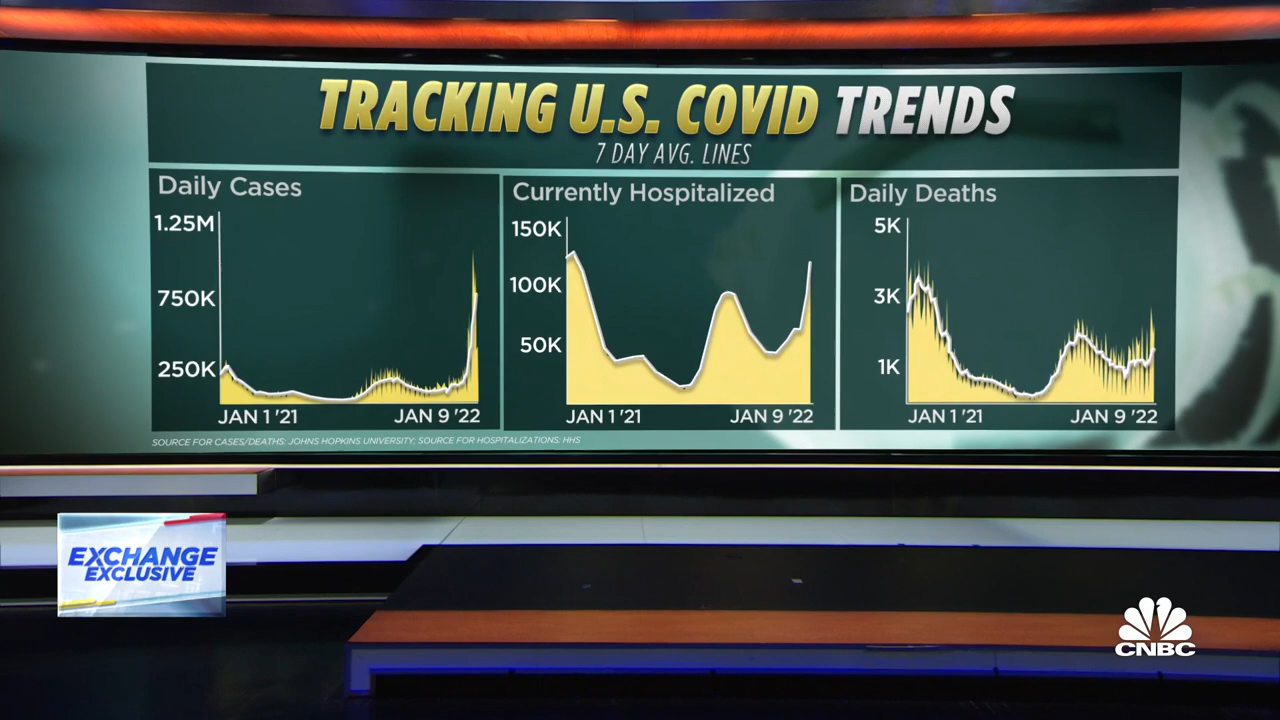 TRACKING U.S. COVID TRENDS
7 DAY AVG. LINES
Daily Cases
1.25M
750K
250K
JAN 1 '21
JAN 9 '22
Currently Hospitalized
150K
100K
50K
JAN 1 '21
JAN 9 '22
Daily Deaths
5K
3K
1K
JAN 1 '21
JAN 9 '22
SOURCE FOR CASES/DEATHS: JOHNS HOPKINS UNIVERSITY; SOURCE FOR HOSPITALIZATIONS: HHS
EXCHANGE
EXCLUSIVE
CNBC